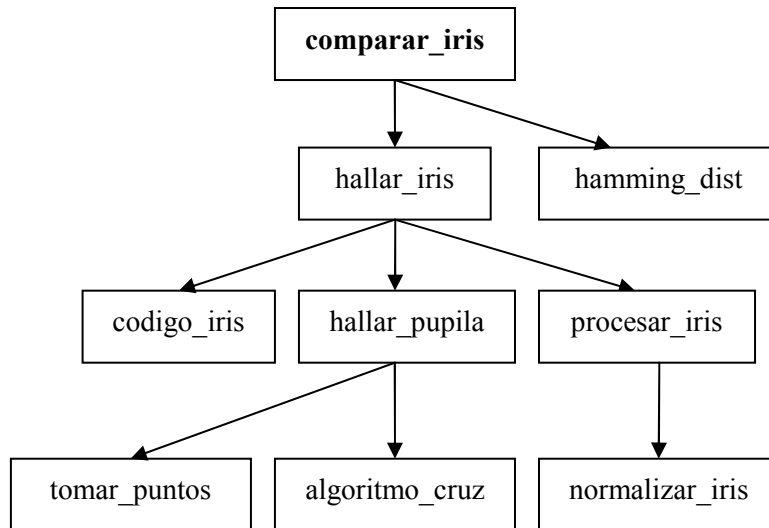 comparar_iris
hallar_iris
hamming_dist
codigo_iris
hallar_pupila
procesar_iris
tomar_puntos
algoritmo_cruz
normalizar_iris